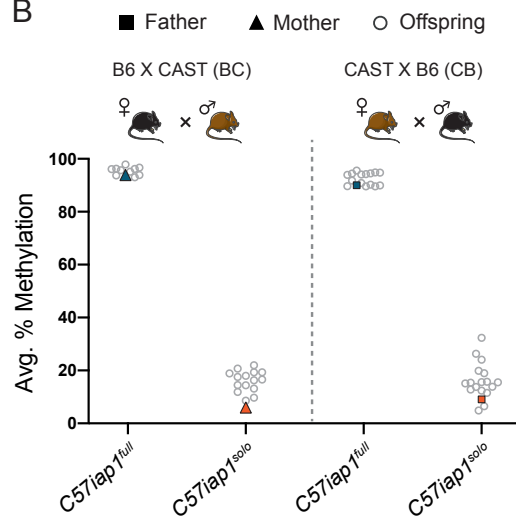 B
Father Mother Offspring
B6 X CAST (BC) CAST X B6 (CB)
♀ × ♂ ♀ × ♂
Avg. % Methylation
100
80
60
40
20
0
C57iap1full C57iap1solo C57iap1full C57iap1solo